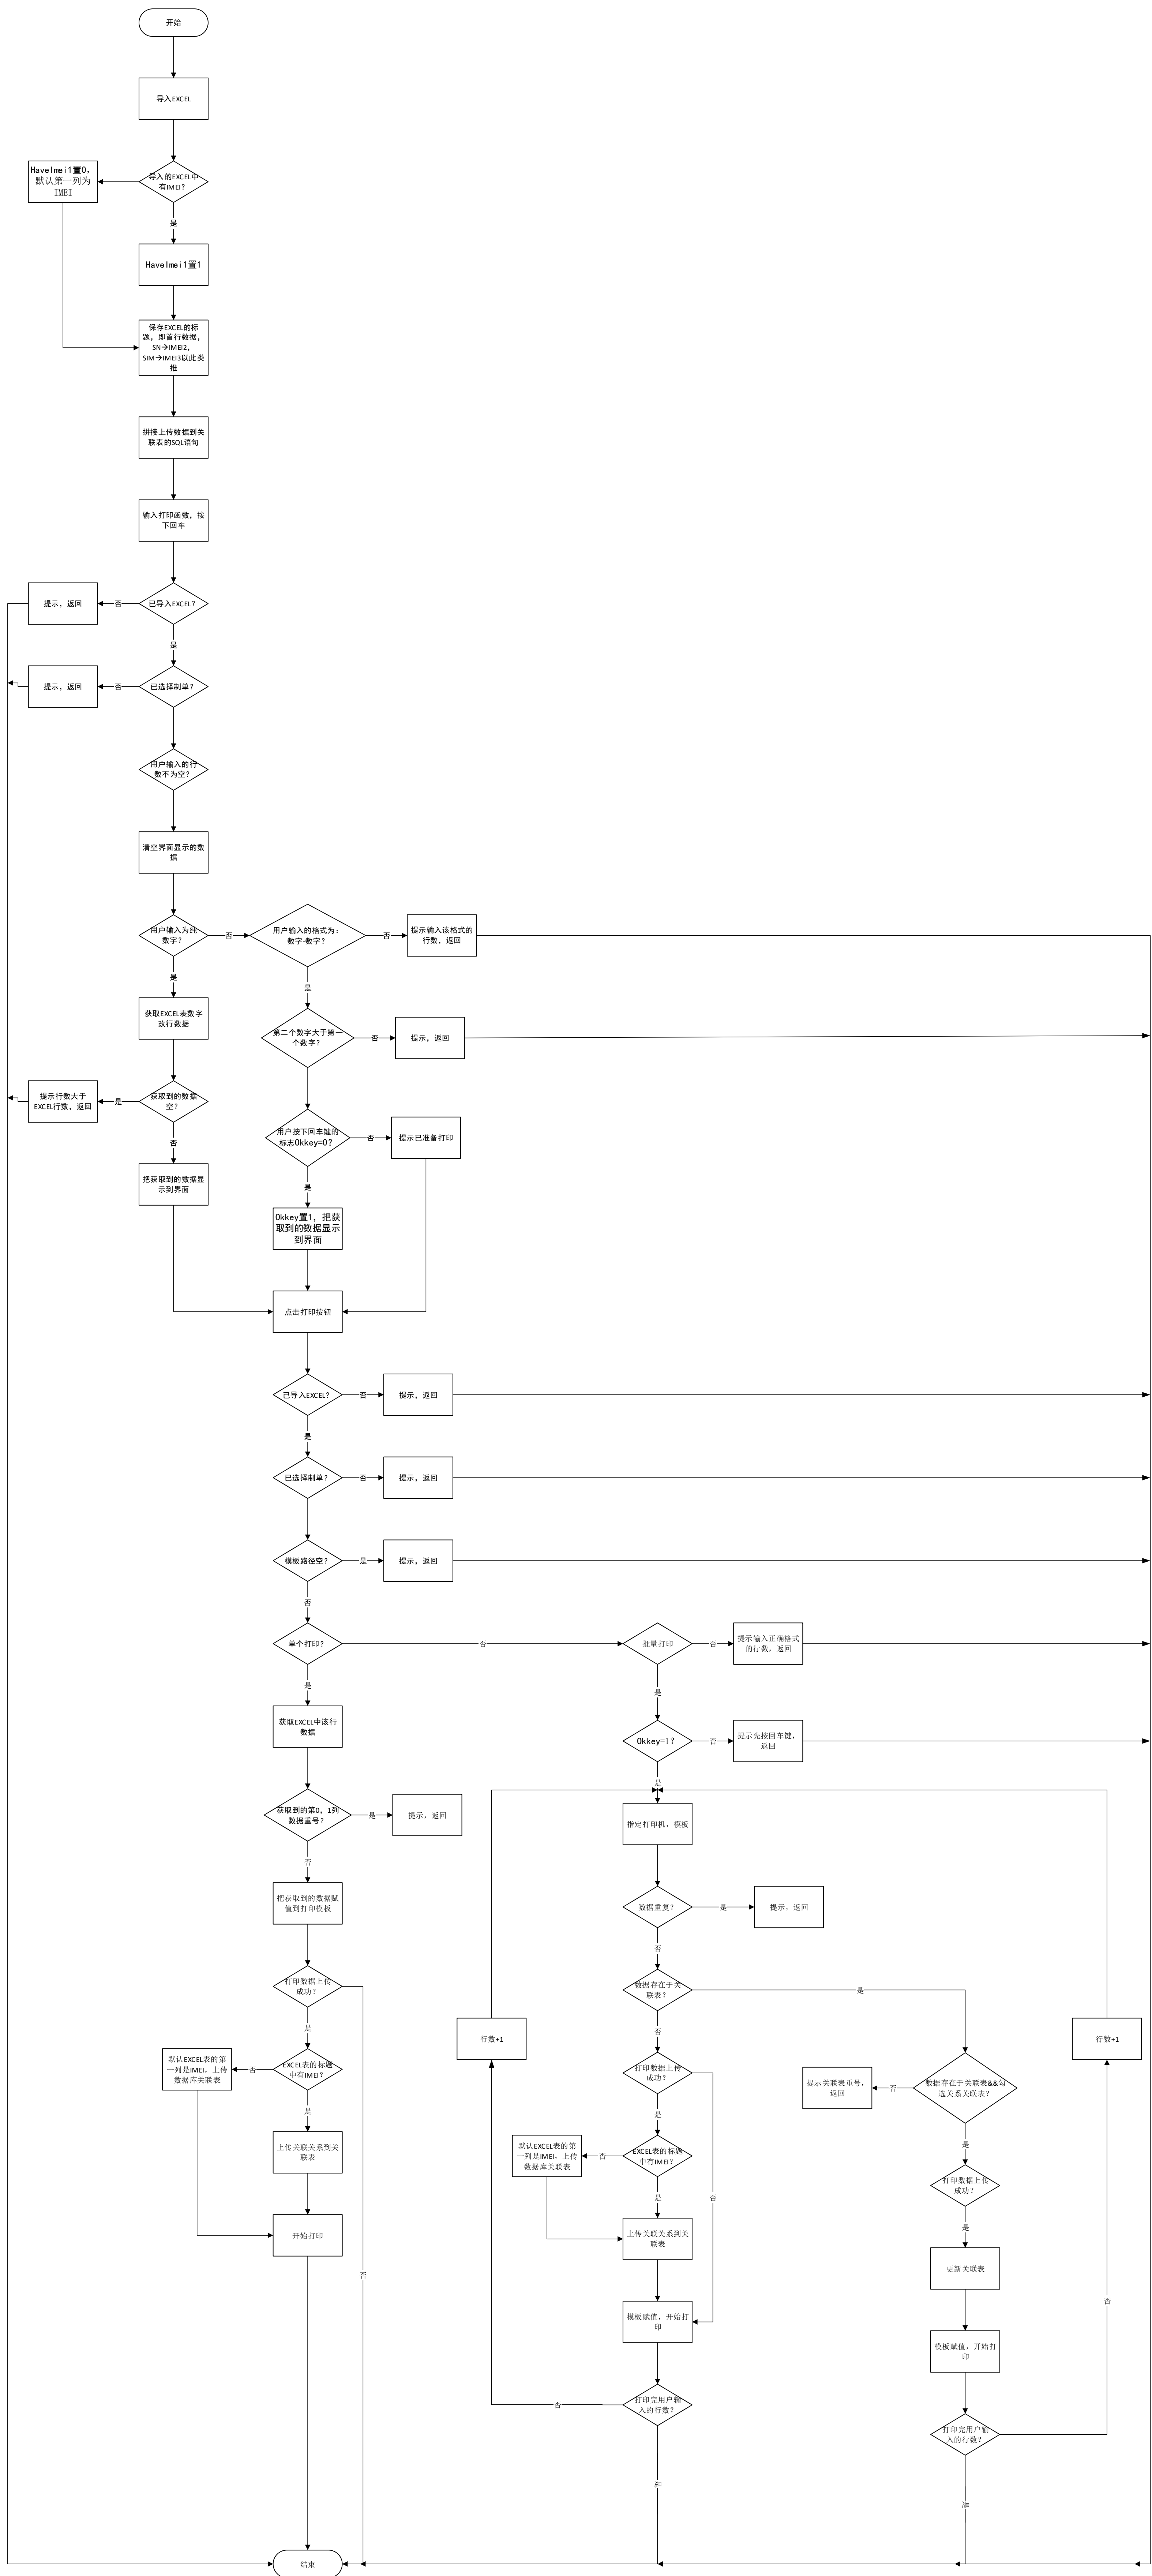 开始
导入EXCEL
导入的EXCEL中
有IMEI?
HaveImei1置0,
默认第一列为
IMEI
是
HaveImei1置1
保存EXCEL的标
题，即首行数据，
SN→IMEI2,
SIM→IMEI3以此类
推
拼接上传数据到关
联表的SQL语句
输入打印函数，按
下回车
已导入EXCEL?
否
提示，返回
是
已选择制单?
否
提示，返回
用户输入的行
数不为空?
清空界面显示的数
据
用户输入为纯
数字?
否
用户输入的格式为：
数字-数字?
否
提示输入该格式的
行数，返回
是
是
获取EXCEL表数字
改行数据
第二个数字大于第一
个数字?
否
提示，返回
获取到的数据
空?
是
提示行数大于
EXCEL行数，返回
用户按下回车键的
标志Okkey=0?
否
提示已准备打印
否
把获取到的数据显
示到界面
是
Okkey置1，把获
取到的数据显示
到界面
点击打印按钮
已导入EXCEL?
否
提示，返回
是
已选择制单?
否
提示，返回
模板路径空?
是
提示，返回
否
单个打印?
否
批量打印
否
提示输入正确格式
的行数，返回
是
是
获取EXCEL中该行
数据
Okkey=1?
否
提示先按回车键，
返回
是
获取到的第0，1列
数据重号?
是
提示，返回
指定打印机，模板
否
把获取到的数据赋
值到打印模板
数据重复?
是
提示，返回
否
打印数据上传
成功?
数据存在于关
联表?
是
是
否
行数+1
行数+1
EXCEL表的标题
中有IMEI?
否
默认EXCEL表的第
一列是IMEI，上传
数据库关联表
打印数据上传
成功?
数据存在于关联表&&勾
选关系关联表?
否
提示关联表重号，
返回
是
是
是
上传关联关系到关
联表
EXCEL表的标题
中有IMEI?
否
默认EXCEL表的第
一列是IMEI，上传
数据库关联表
打印数据上传
成功?
是
否
是
开始打印
上传关联关系到关
联表
更新关联表
否
否
模板赋值，开始打
印
模板赋值，开始打
印
打印完用户输
入的行数?
否
打印完用户输
入的行数?
是
是
结束